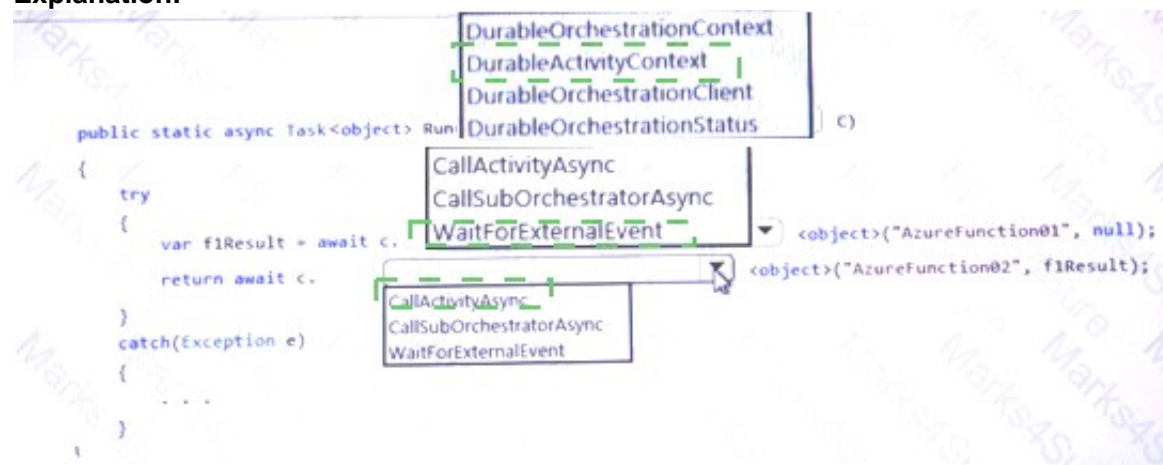 Explanation:
DurableOrchestrationContext
DurableActivityContext
DurableOrchestrationClient
public static async Task<object> Run DurableOrchestrationStatus C)
{
CallActivityAsync
try
CallSubOrchestratorAsync
{
WaitForExternalEvent
var f1Result = await c. <object>("AzureFunction01", null);
return await c. <object>("AzureFunction02", f1Result);
CallActivityAsync
}
CallSubOrchestratorAsync
catch(Exception e)
WaitForExternalEvent
{
. . .
}